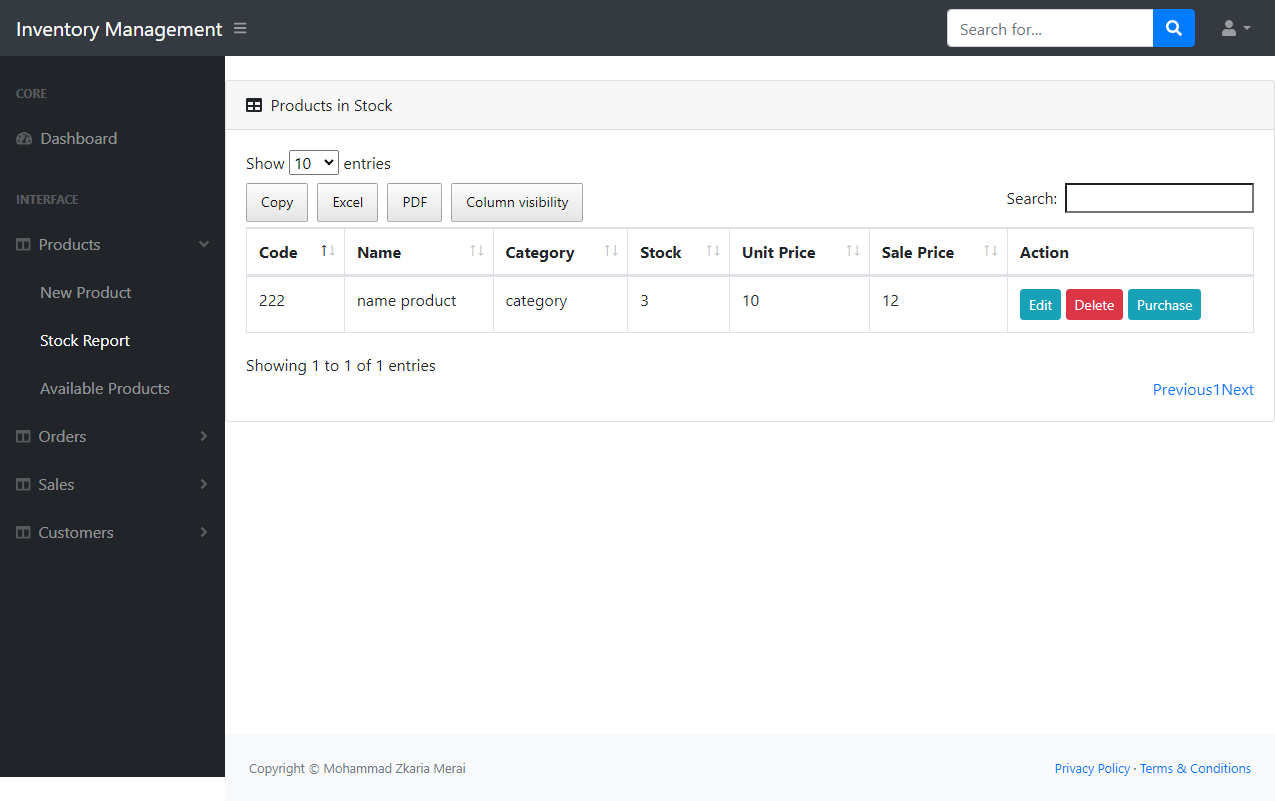 Inventory Management
Search for...
CORE
Dashboard
INTERFACE
Products
New Product
Stock Report
Available Products
Orders
Sales
Customers
Products in Stock
Show 10 entries
Copy Excel PDF Column visibility Search:
Code Name Category Stock Unit Price Sale Price Action
222 name product category 3 10 12 Edit Delete Purchase
Showing 1 to 1 of 1 entries
Previous1Next
Copyright © Mohammad Zkaria Merai Privacy Policy · Terms & Conditions